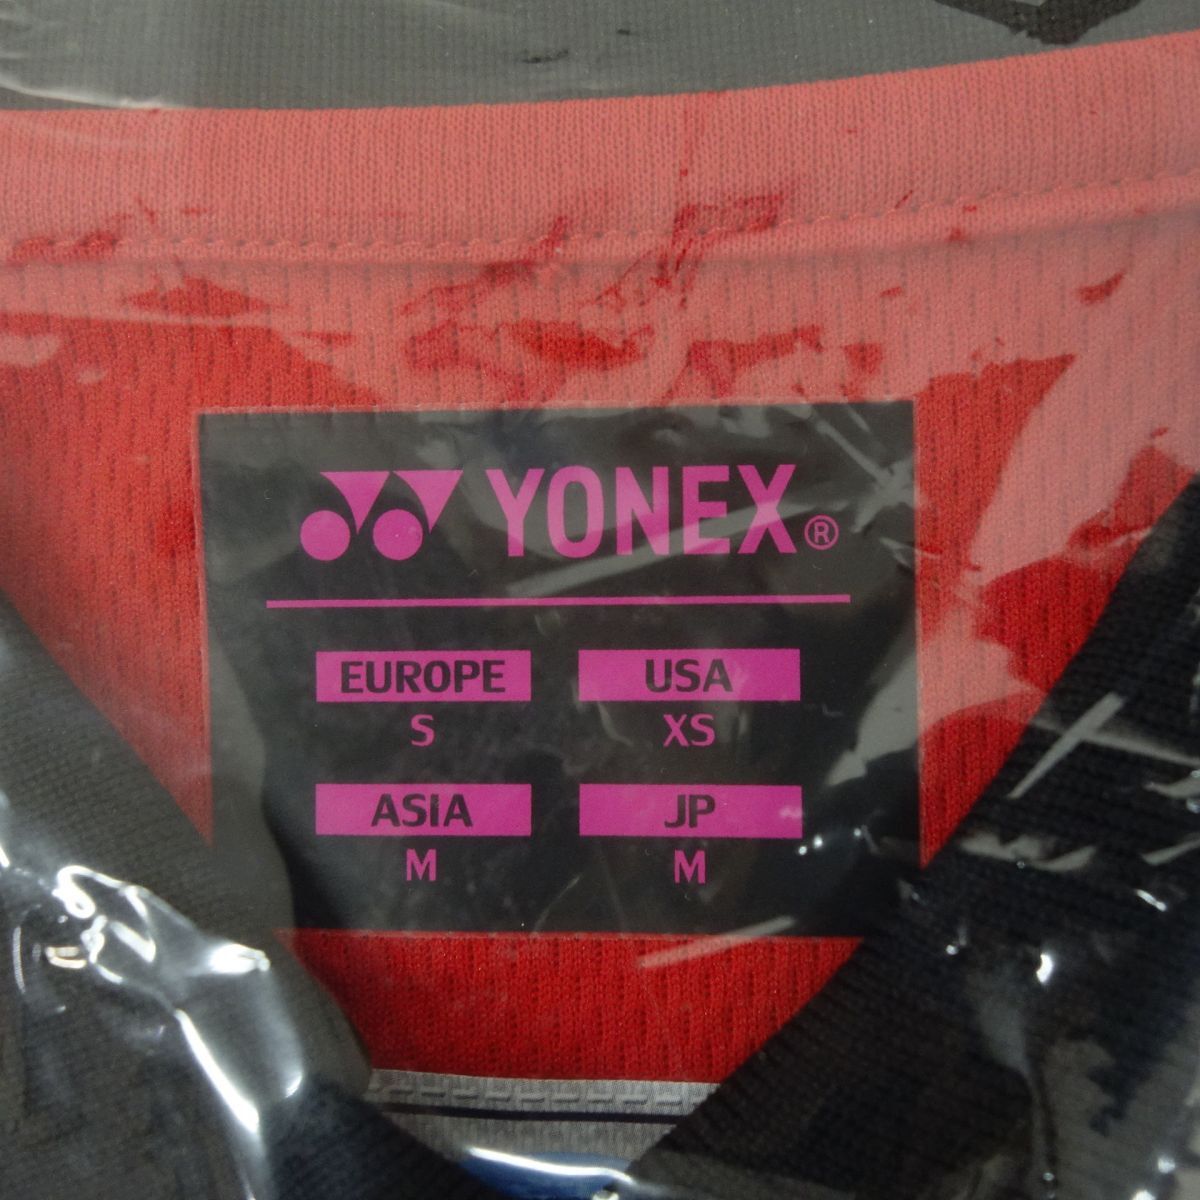 YONEX®
EUROPE USA
S XS
ASIA JP
M M